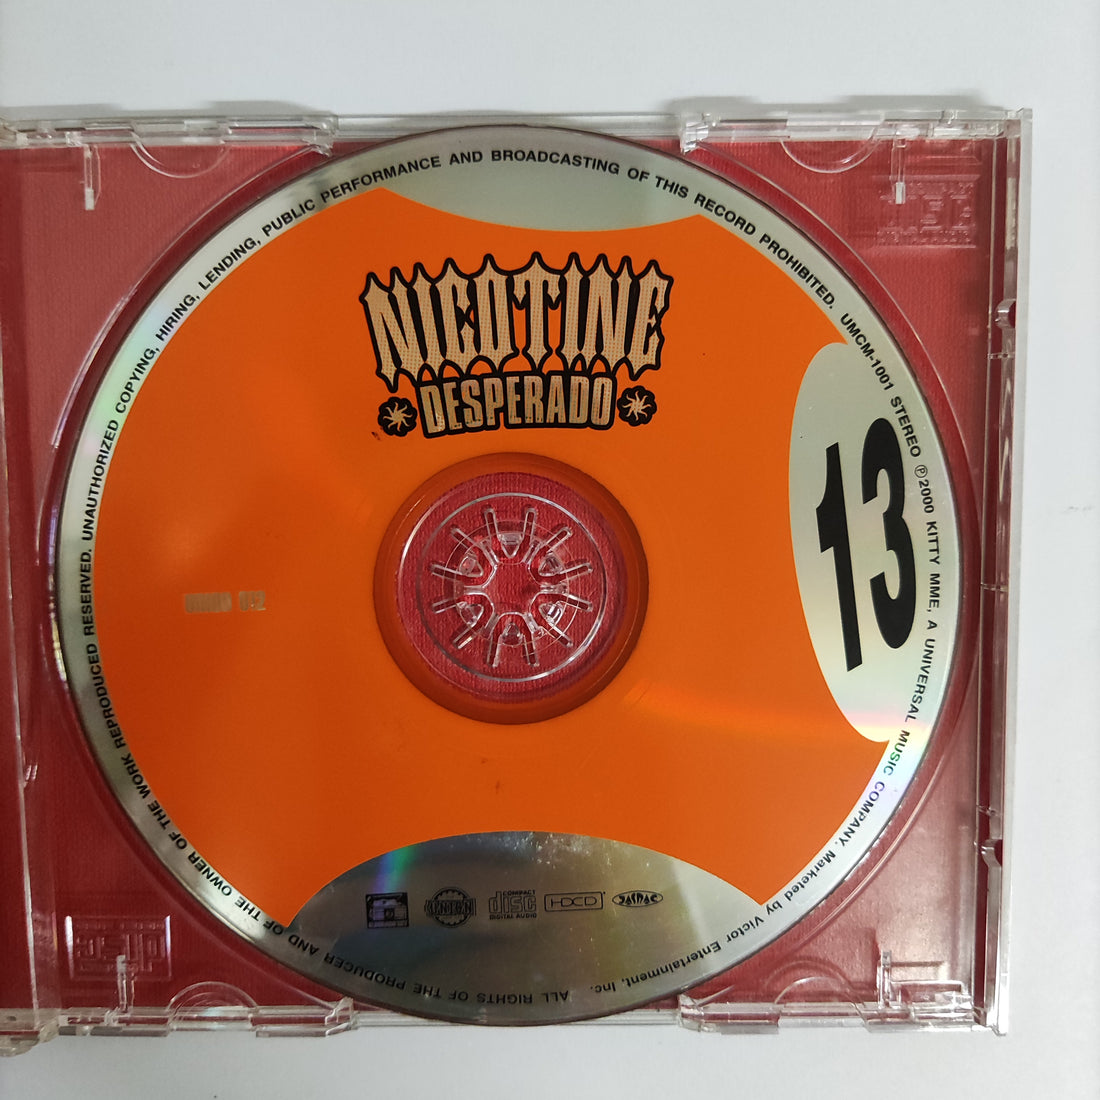 NICOTINE
DESPERADO
13
UNAUTHORIZED COPYING, HIRING, LENDING, PUBLIC PERFORMANCE AND BROADCASTING OF THIS RECORD PROHIBITED. UMCM-1001 STEREO Ⓟ2000 KITTY MME, A UNIVERSAL MUSIC COMPANY. Marketed by Victor Entertainment, Inc.
ALL RIGHTS OF THE PRODUCER AND OF THE OWNER OF THE WORK REPRODUCED RESERVED.
COMPACT
disc
DIGITAL AUDIO
HDCD
JASRAC